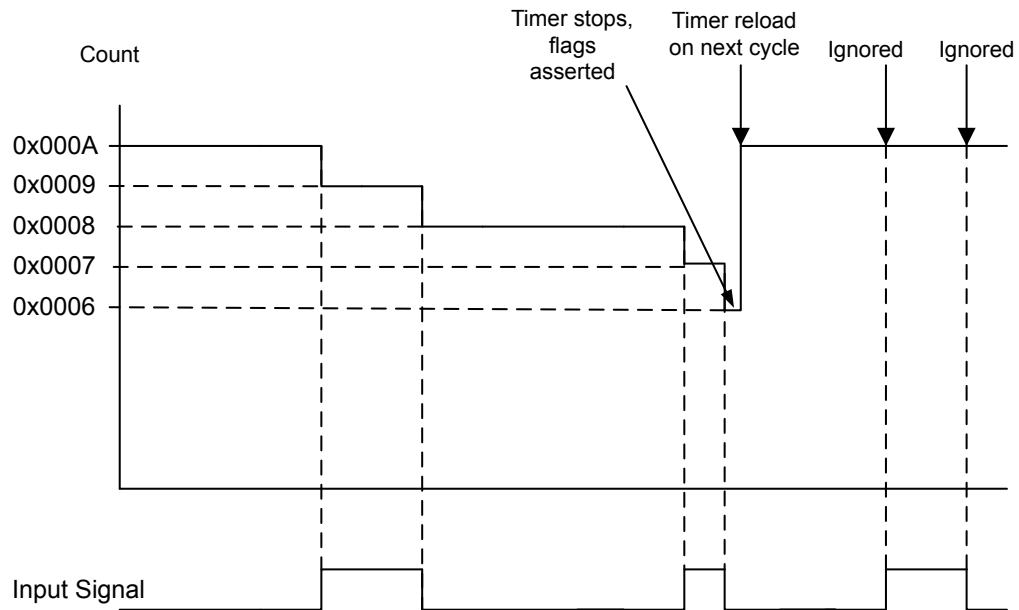 Timer stops,
flags
asserted
Timer reload
on next cycle
Ignored
Ignored
Count
0x000A
0x0009
0x0008
0x0007
0x0006
Input Signal